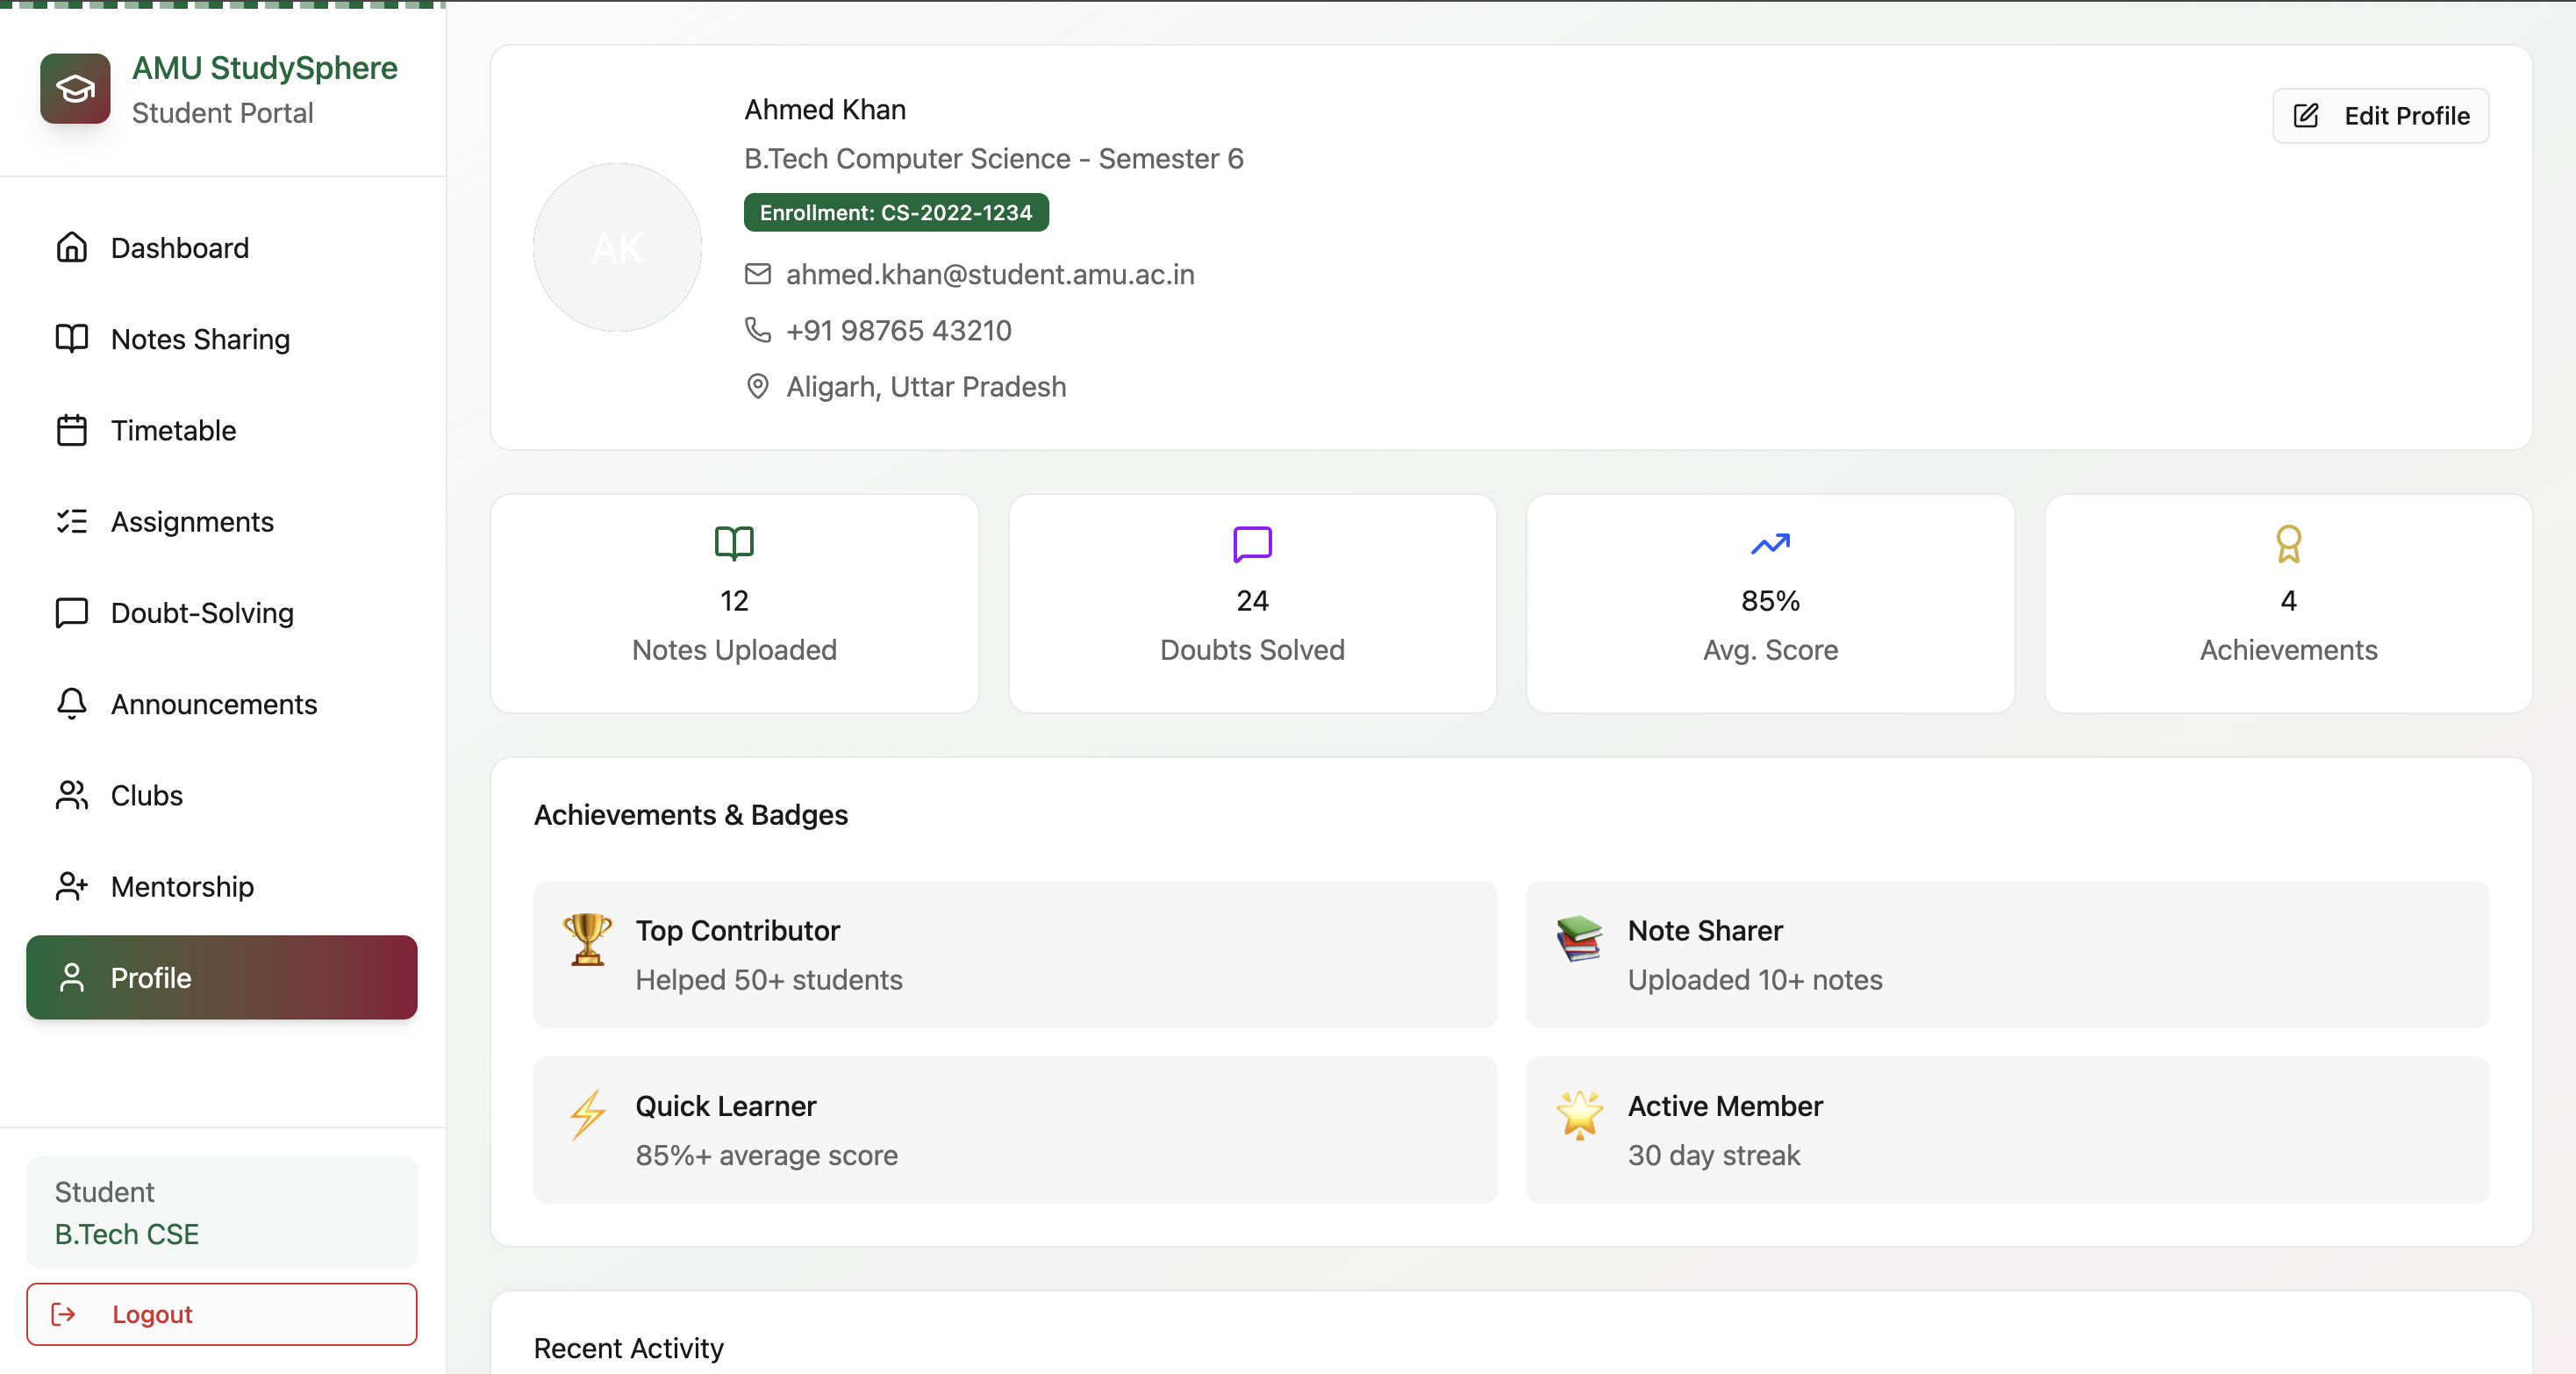 AMU StudySphere
Student Portal
Dashboard
Notes Sharing
Timetable
Assignments
Doubt-Solving
Announcements
Clubs
Mentorship
Profile
Student
B.Tech CSE
Logout
AK
Ahmed Khan
B.Tech Computer Science - Semester 6
Enrollment: CS-2022-1234
ahmed.khan@student.amu.ac.in
+91 98765 43210
Aligarh, Uttar Pradesh
Edit Profile
12
Notes Uploaded
24
Doubts Solved
85%
Avg. Score
4
Achievements
Achievements & Badges
Top Contributor
Helped 50+ students
Note Sharer
Uploaded 10+ notes
Quick Learner
85%+ average score
Active Member
30 day streak
Recent Activity